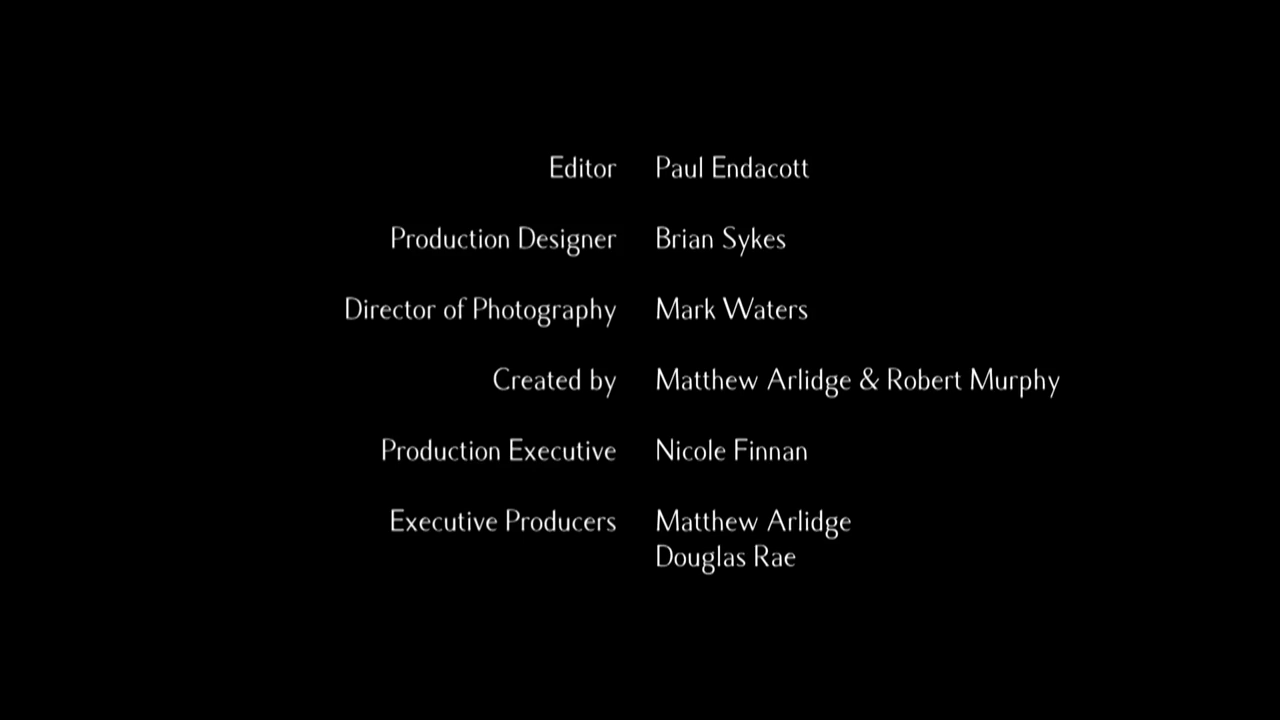 Editor Paul Endacott
Production Designer Brian Sykes
Director of Photography Mark Waters
Created by Matthew Arlidge & Robert Murphy
Production Executive Nicole Finnan
Executive Producers Matthew Arlidge
Douglas Rae